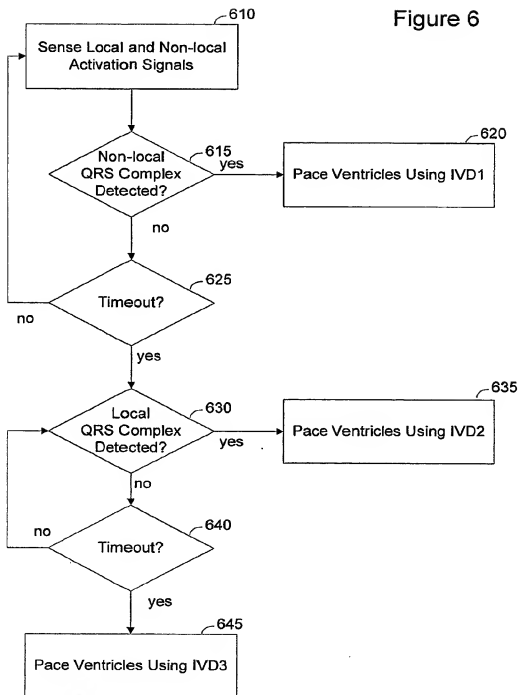 Figure 6
610
Sense Local and Non-local
Activation Signals
615
Non-local
QRS Complex
Detected?
yes
620
Pace Ventricles Using IVD1
no
625
Timeout?
no
yes
630
Local
QRS Complex
Detected?
yes
635
Pace Ventricles Using IVD2
no
640
Timeout?
no
yes
645
Pace Ventricles Using IVD3